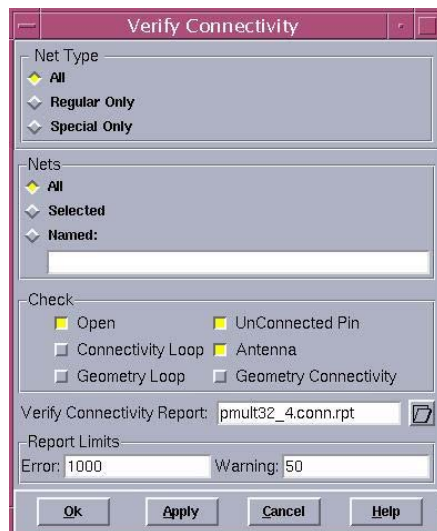 Verify Connectivity
Net Type
All
Regular Only
Special Only
Nets
All
Selected
Named:
Check
Open UnConnected Pin
Connectivity Loop Antenna
Geometry Loop Geometry Connectivity
Verify Connectivity Report: pmult32_4.conn.rpt
Report Limits
Error: 1000 Warning: 50
Ok Apply Cancel Help